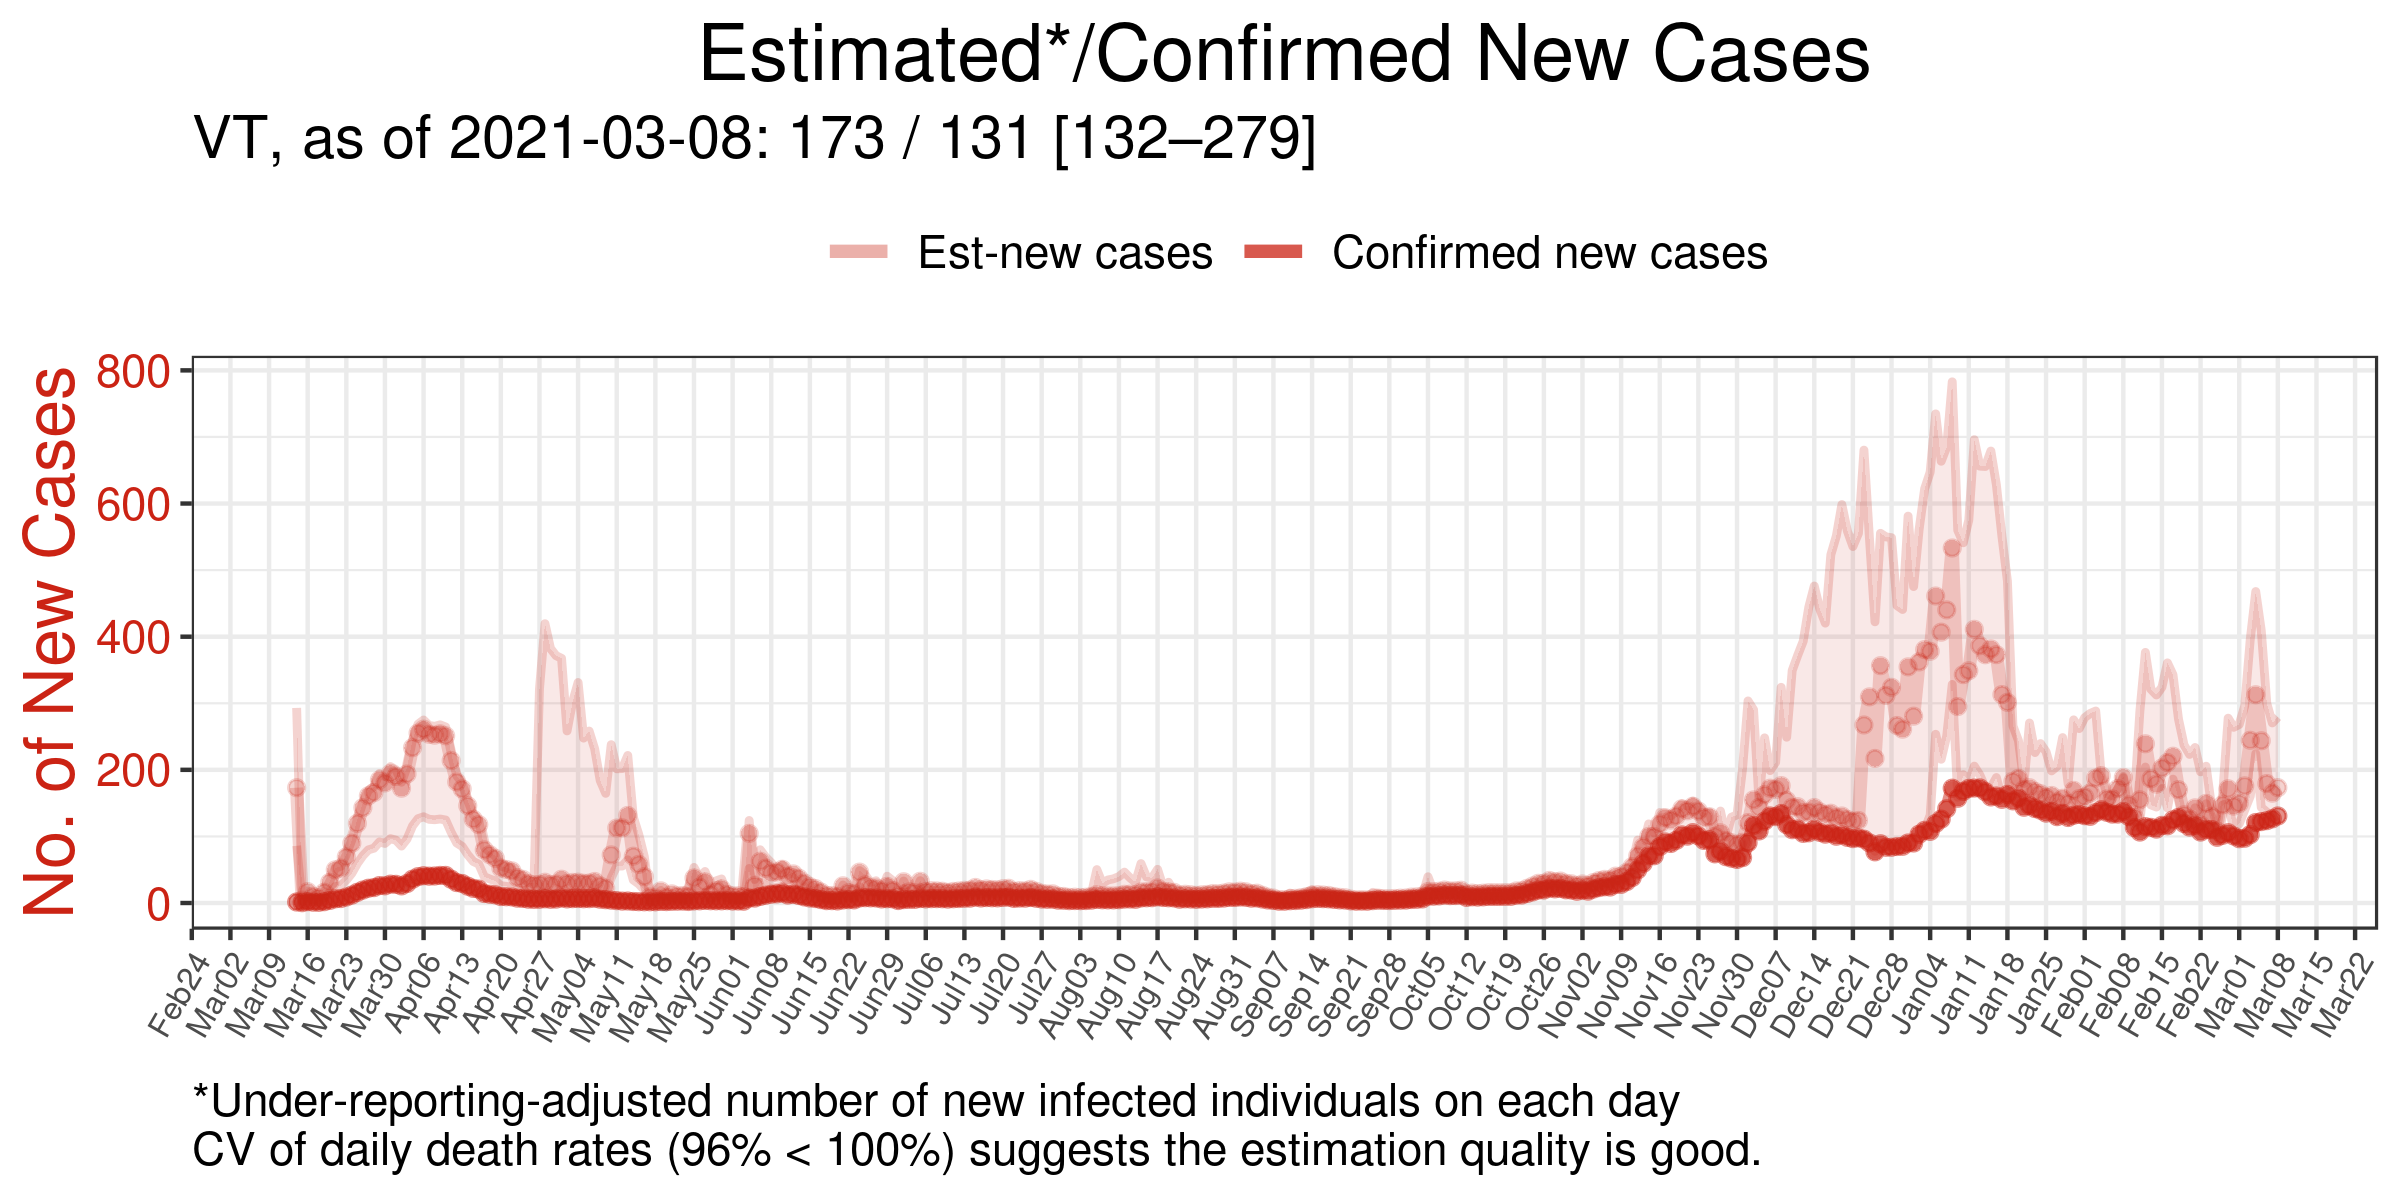 Estimated*/Confirmed New Cases
VT, as of 2021-03-08: 173 / 131 [132–279]
Est-new cases
Confirmed new cases
No. of New Cases
800
600
400
200
0
Feb24
Mar02
Mar09
Mar16
Mar23
Mar30
Apr06
Apr13
Apr20
Apr27
May04
May11
May18
May25
Jun01
Jun08
Jun15
Jun22
Jun29
Jul06
Jul13
Jul20
Jul27
Aug03
Aug10
Aug17
Aug24
Aug31
Sep07
Sep14
Sep21
Sep28
Oct05
Oct12
Oct19
Oct26
Nov02
Nov09
Nov16
Nov23
Nov30
Dec07
Dec14
Dec21
Dec28
Jan04
Jan11
Jan18
Jan25
Feb01
Feb08
Feb15
Feb22
Mar01
Mar08
Mar15
Mar22
*Under-reporting-adjusted number of new infected individuals on each day
CV of daily death rates (96% < 100%) suggests the estimation quality is good.